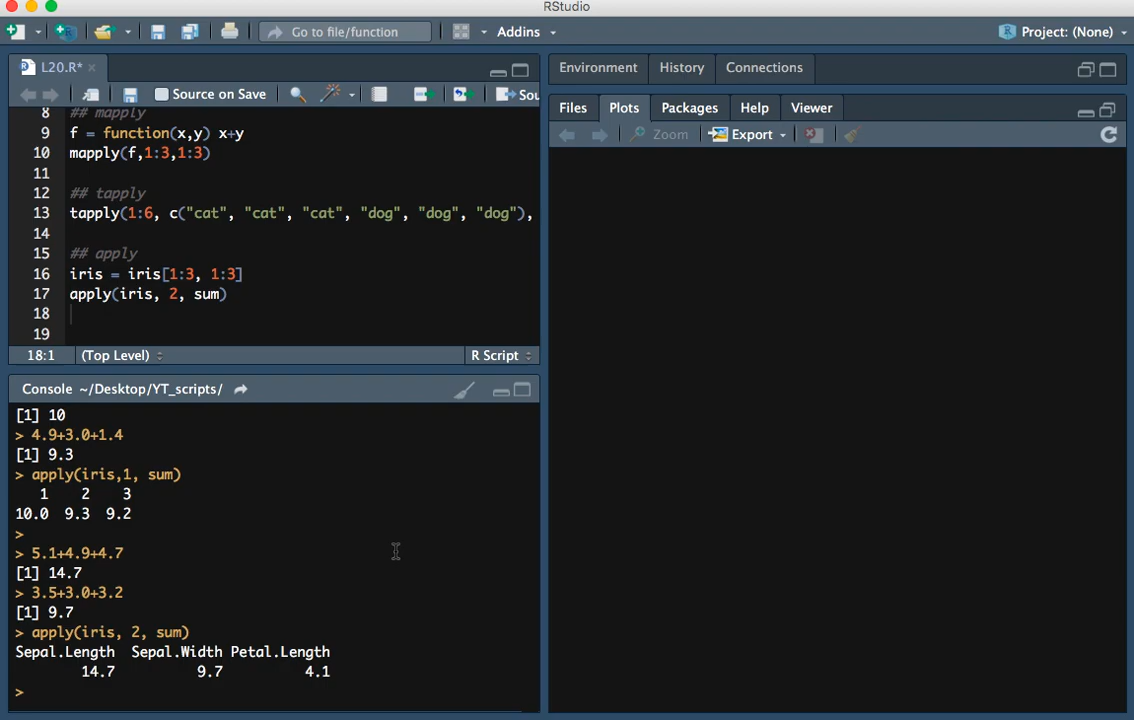 RStudio
Go to file/function
Addins
Project: (None)
L20.R*
Source on Save
Sou
8 ## mapply
9 f = function(x,y) x+y
10 mapply(f,1:3,1:3)
11
12 ## tapply
13 tapply(1:6, c("cat", "cat", "cat", "dog", "dog", "dog"),
14
15 ## apply
16 iris = iris[1:3, 1:3]
17 apply(iris, 2, sum)
18
19
18:1 (Top Level) R Script
Console ~/Desktop/YT_scripts/
[1] 10
> 4.9+3.0+1.4
[1] 9.3
> apply(iris,1, sum)
1 2 3
10.0 9.3 9.2
>
> 5.1+4.9+4.7
[1] 14.7
> 3.5+3.0+3.2
[1] 9.7
> apply(iris, 2, sum)
Sepal.Length Sepal.Width Petal.Length
14.7 9.7 4.1
>
Environment History Connections
Files Plots Packages Help Viewer
Zoom Export